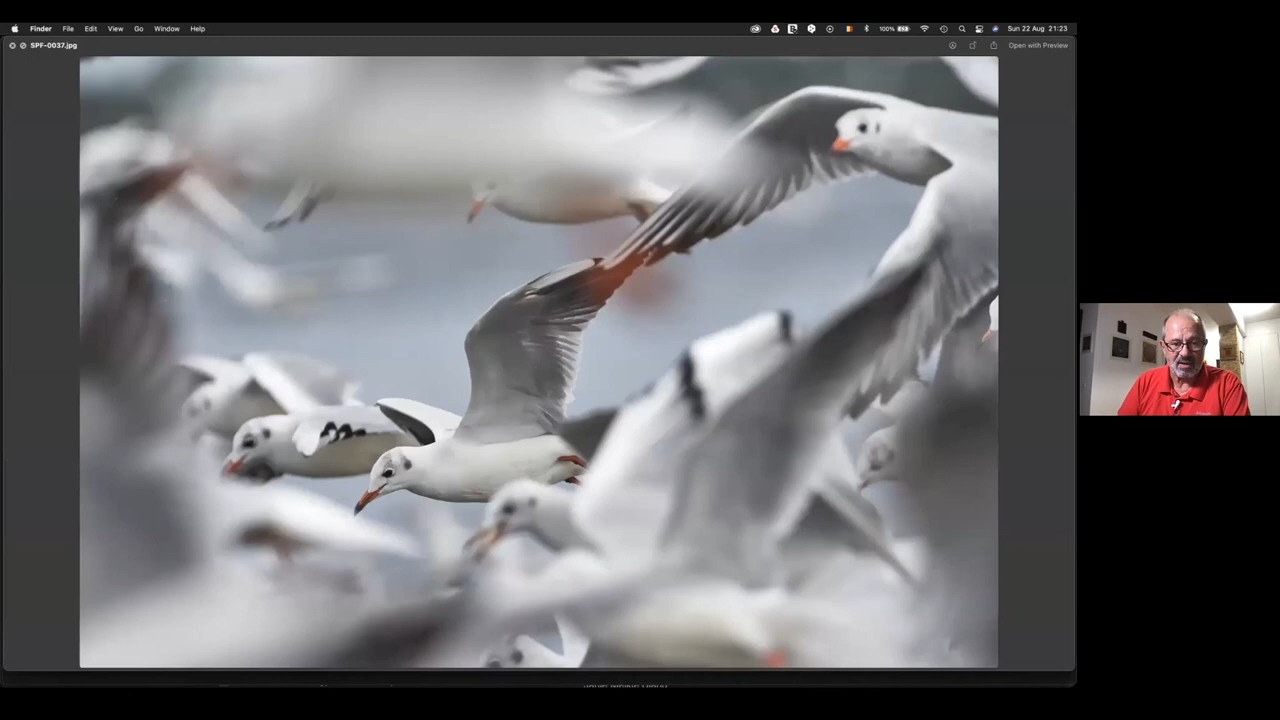 Finder File Edit View Go Window Help 100% Sun 22 Aug 21:23
SPF-0037.jpg Open with Preview